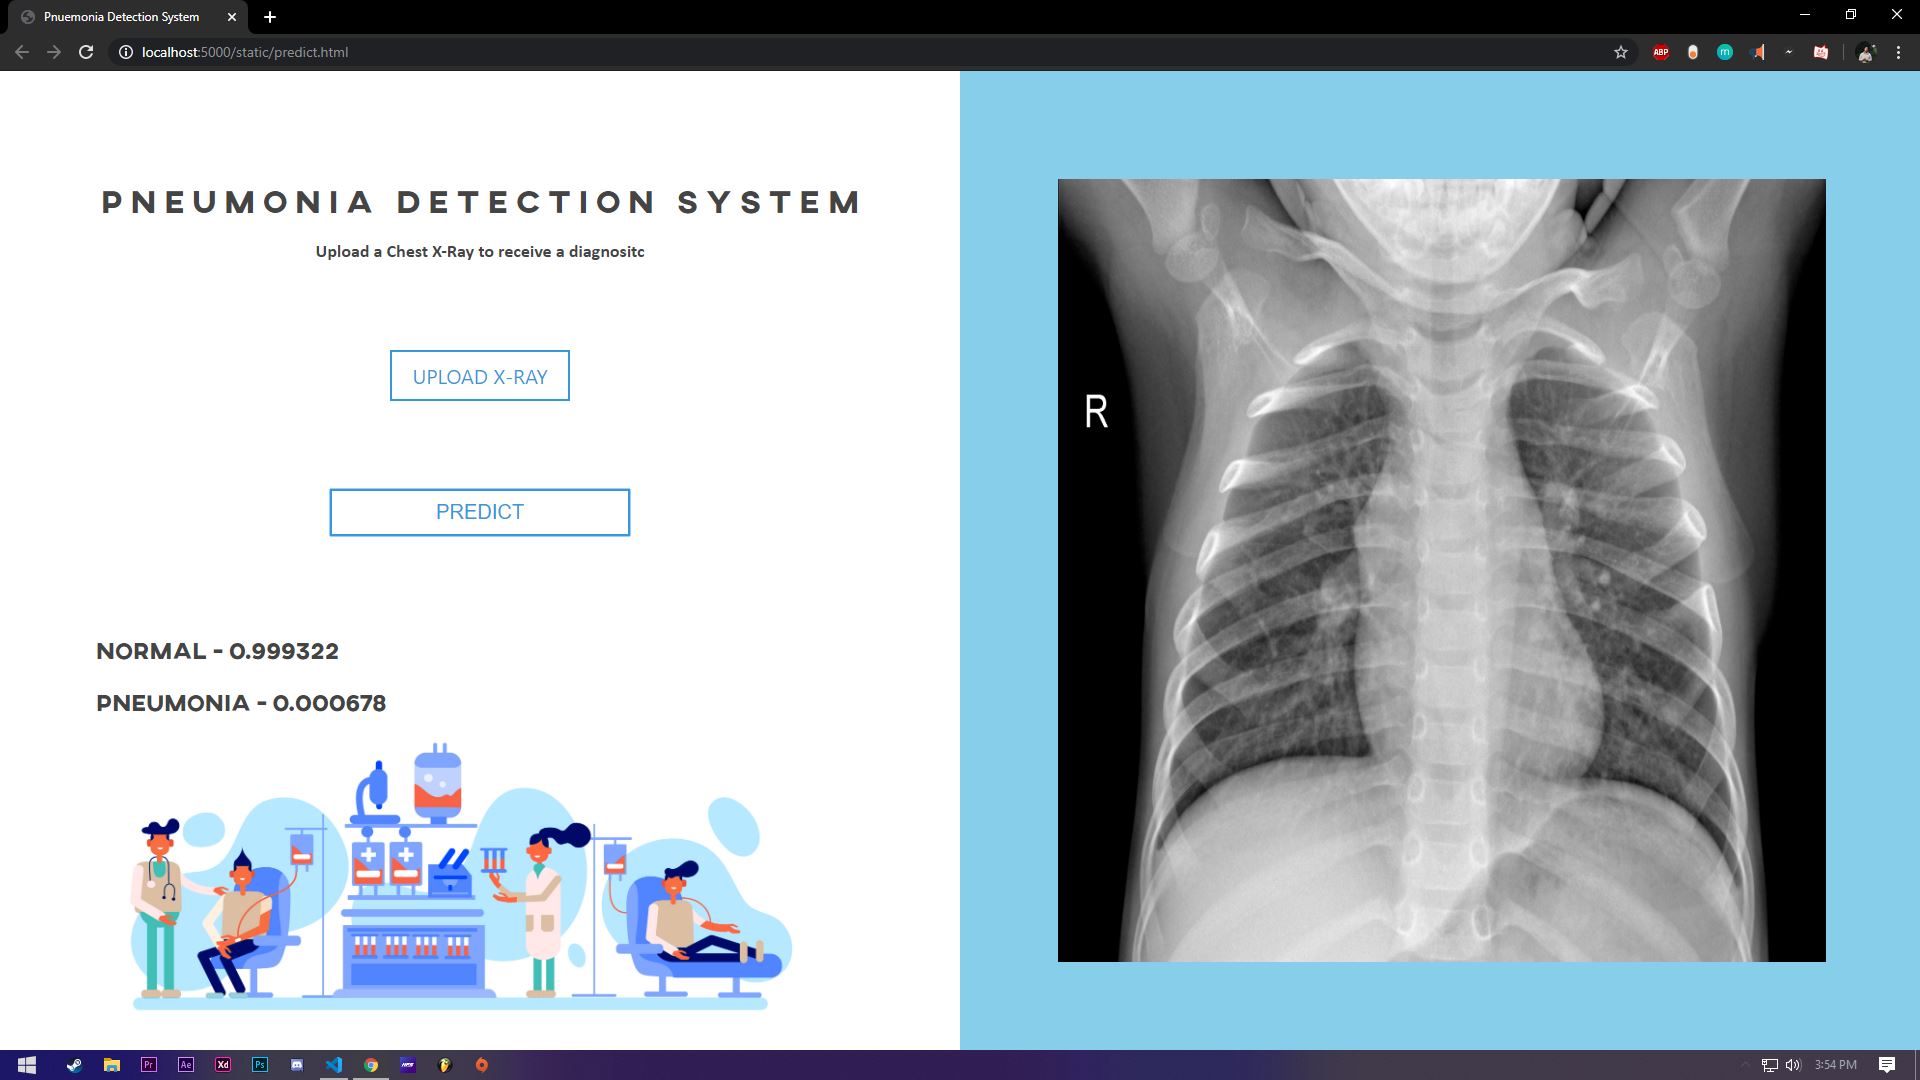 Pnuemonia Detection System
localhost:5000/static/predict.html
ABP
m
PNEUMONIA DETECTION SYSTEM
Upload a Chest X-Ray to receive a diagnositc
UPLOAD X-RAY
PREDICT
NORMAL - 0.999322
PNEUMONIA - 0.000678
R
Pr
Ae
Xd
Ps
3:54 PM